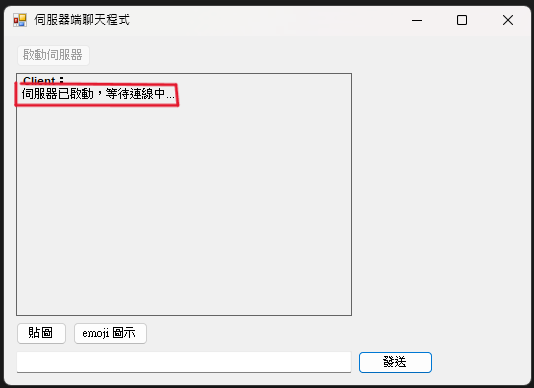 伺服器端聊天程式
啟動伺服器
Client：
伺服器已啟動，等待連線中...
貼圖 emoji 圖示
發送